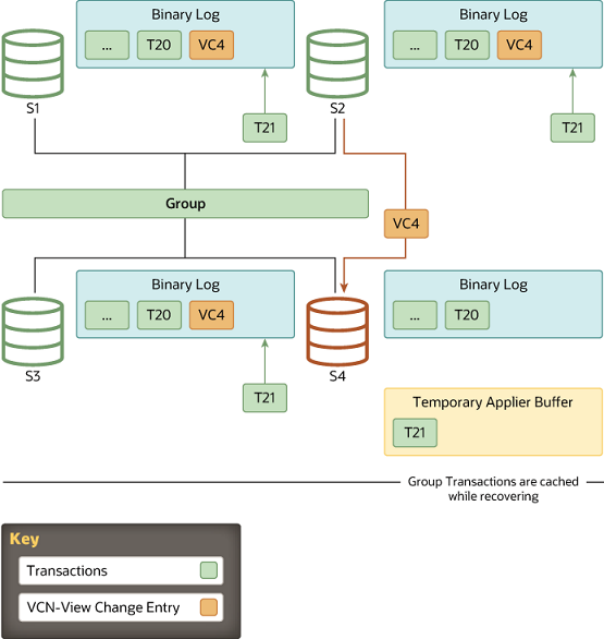 Binary Log
... T20 VC4
S1
T21
Binary Log
... T20 VC4
S2
T21
Group
VC4
Binary Log
... T20 VC4
S3
T21
Binary Log
... T20
S4
Temporary Applier Buffer
T21
Group Transactions are cached
while recovering
Key
Transactions
VCN-View Change Entry